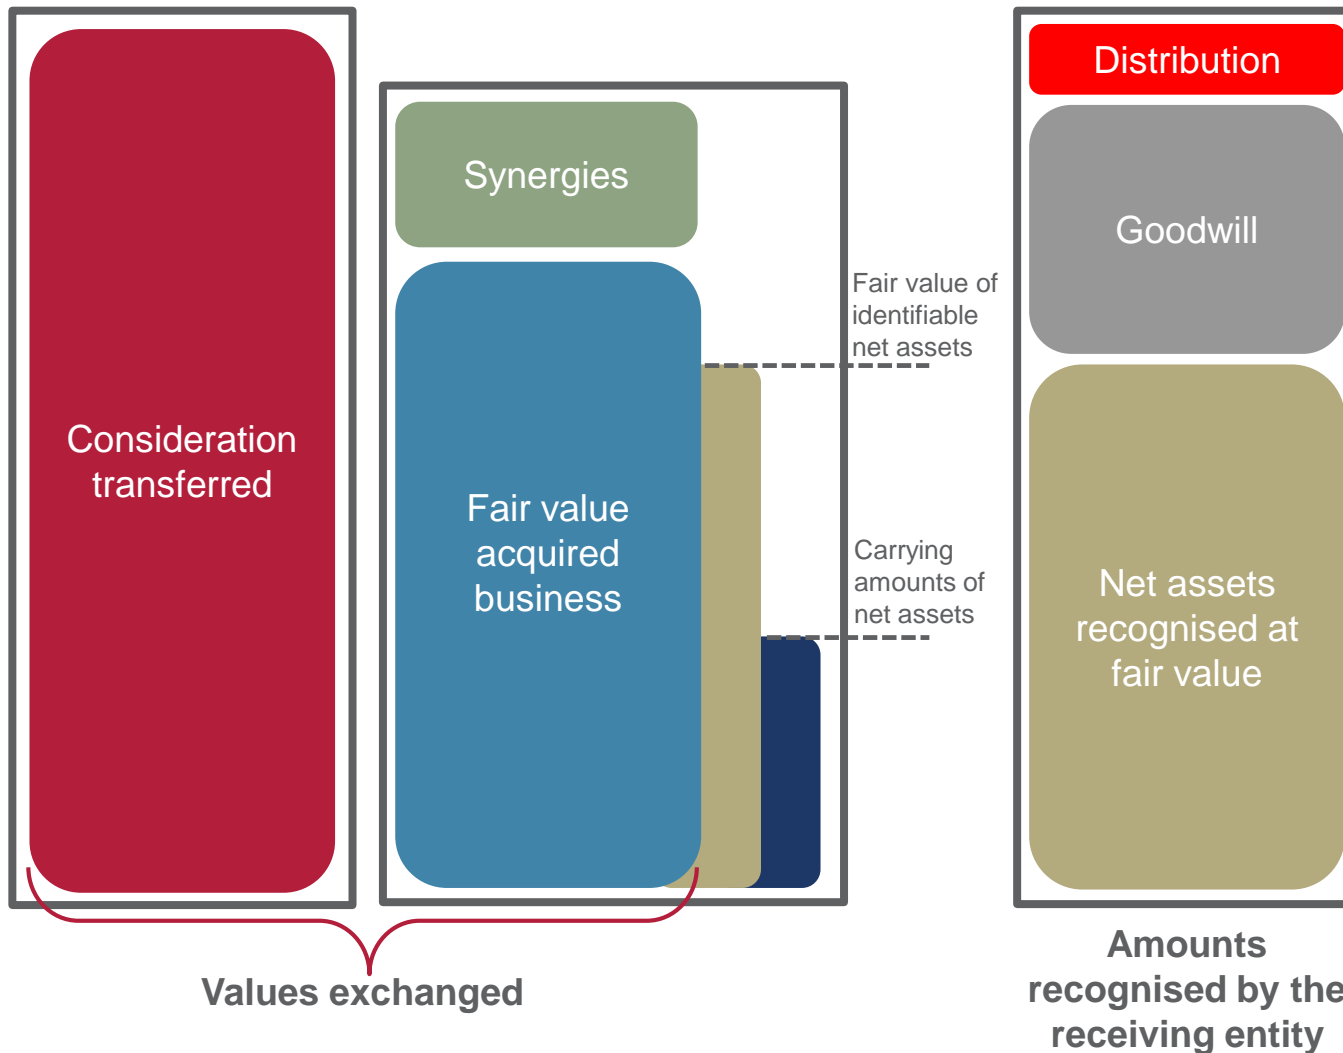 Consideration
transferred
Synergies
Fair value
acquired
business
Fair value of
identifiable
net assets
Carrying
amounts of
net assets
Distribution
Goodwill
Net assets
recognised at
fair value
Values exchanged
Amounts
recognised by the
receiving entity